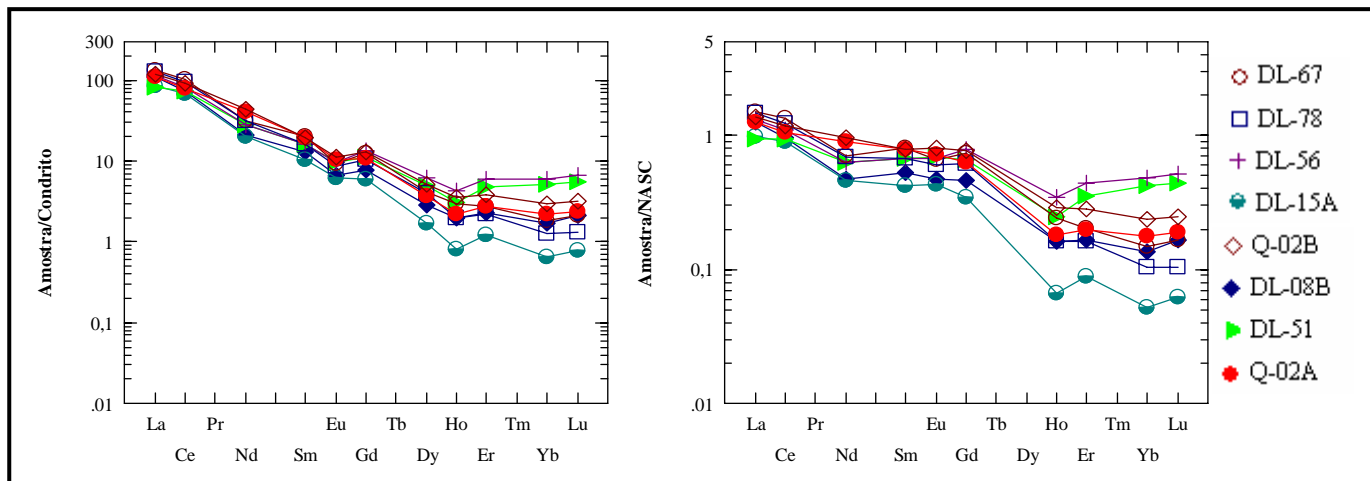 300
100
10
1
0,1
.01
Amostra/Condrito
La Pr Eu Tb Ho Tm Lu
Ce Nd Sm Gd Dy Er Yb
5
1
0,1
.01
Amostra/NASC
La Pr Eu Tb Ho Tm Lu
Ce Nd Sm Gd Dy Er Yb
DL-67
DL-78
DL-56
DL-15A
Q-02B
DL-08B
DL-51
Q-02A